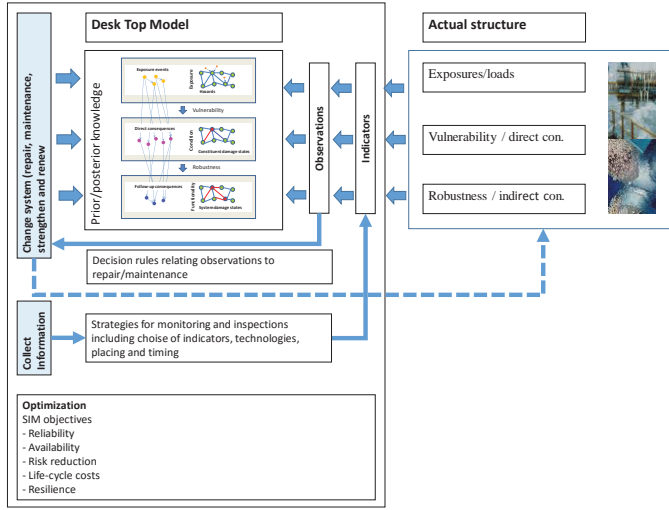 Desk Top Model
Actual structure
Change system (repair, maintenance,
strengthen and renew
Prior/posterior knowledge
Exposure events
Exposure
Hazards
Vulnerability
Direct consequences
Condition
Constituent damage states
Robustness
Follow up consequences
Functionality
System damage states
Observations
Indicators
Exposures/loads
Vulnerability / direct con.
Robustness / indirect con.
Decision rules relating observations to
repair/maintenance
Collect
Information
Strategies for monitoring and inspections
including choise of indicators, technologies,
placing and timing
Optimization
SIM objectives
- Reliability
- Availability
- Risk reduction
- Life-cycle costs
- Resilience